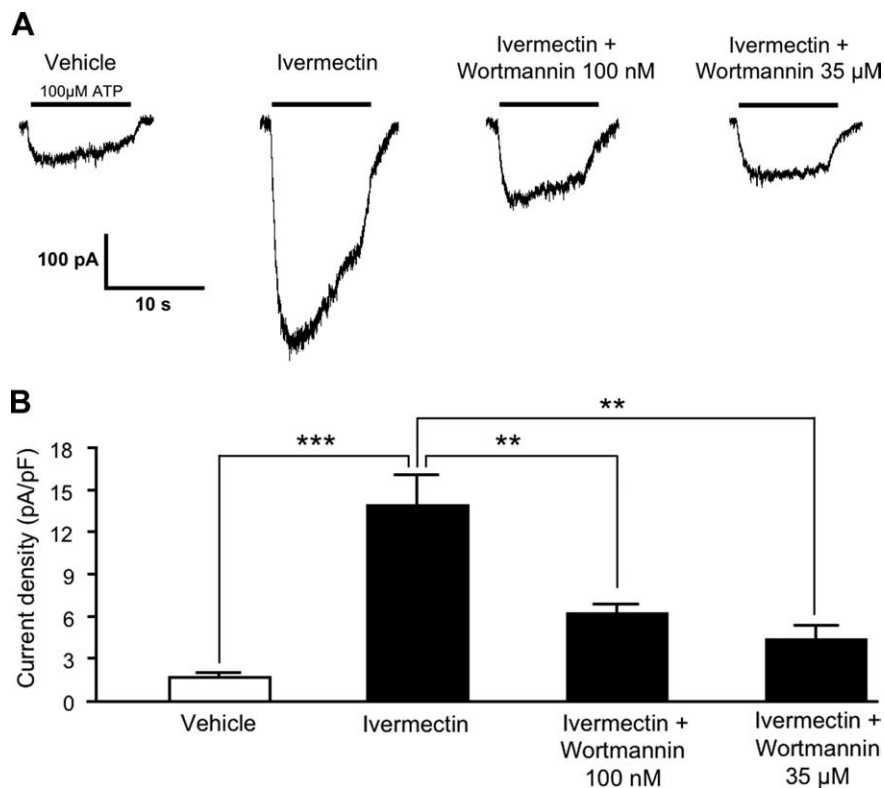 A
Vehicle
100µM ATP
Ivermectin
Ivermectin +
Wortmannin 100 nM
Ivermectin +
Wortmannin 35 µM
100 pA
10 s
B
Current density (pA/pF)
18
15
12
9
6
3
0
***
**
**
Vehicle
Ivermectin
Ivermectin +
Wortmannin
100 nM
Ivermectin +
Wortmannin
35 µM